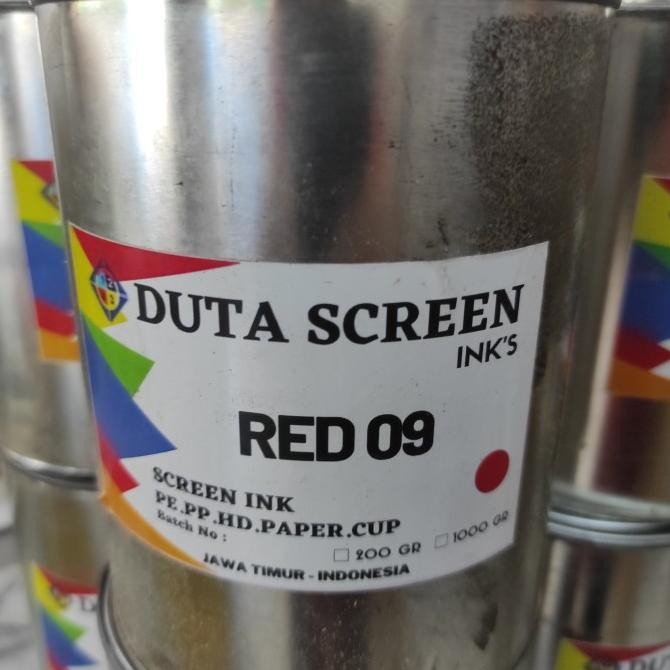 DUTA SCREEN
INK'S
RED 09
SCREEN INK
PE.PP.HD.PAPER.CUP
Batch No :
200 GR 1000 GR
JAWA TIMUR - INDONESIA